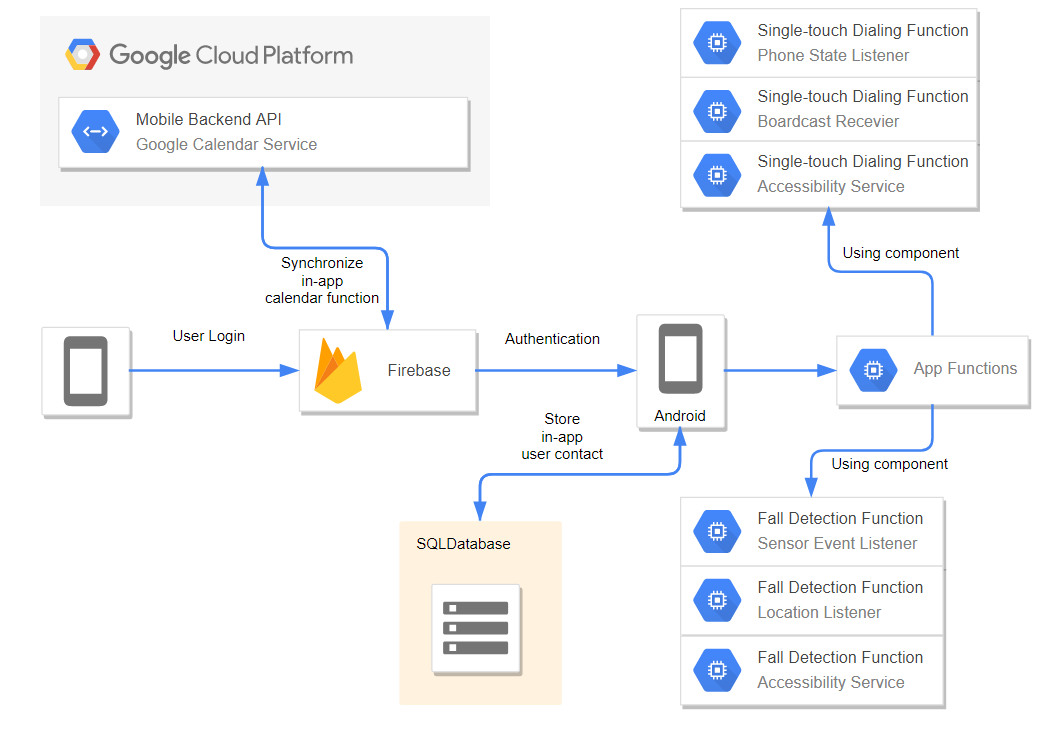 Google Cloud Platform
Mobile Backend API
Google Calendar Service
Single-touch Dialing Function
Phone State Listener
Single-touch Dialing Function
Boardcast Recevier
Single-touch Dialing Function
Accessibility Service
Using component
Synchronize
in-app
calendar function
User Login
Firebase
Authentication
Android
App Functions
Store
in-app
user contact
Using component
SQLDatabase
Fall Detection Function
Sensor Event Listener
Fall Detection Function
Location Listener
Fall Detection Function
Accessibility Service